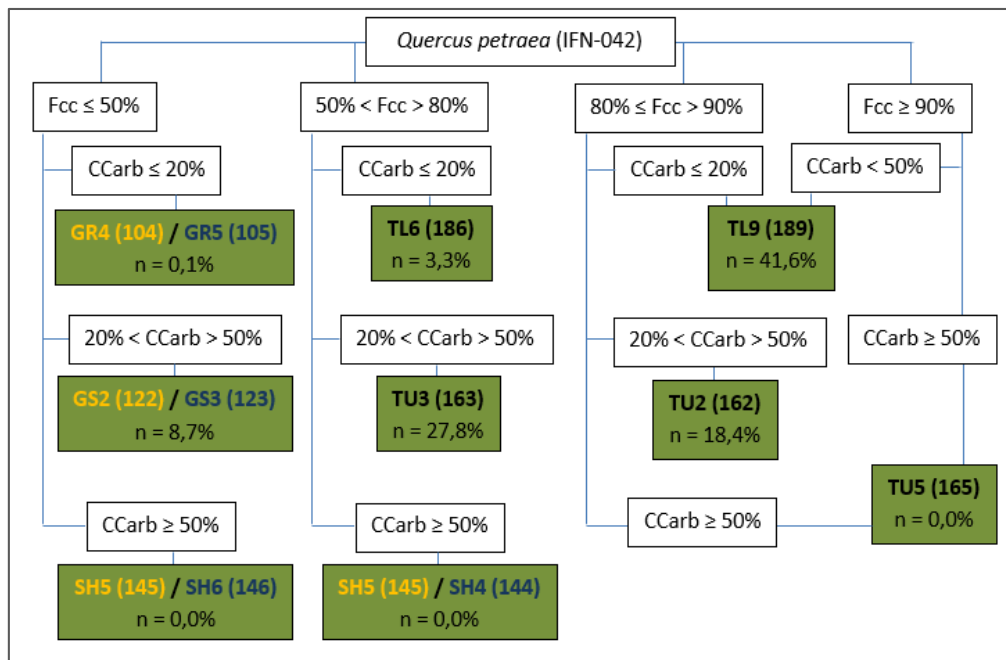 Quercus petraea (IFN-042)
Fcc ≤ 50%
50% < Fcc > 80%
80% ≤ Fcc > 90%
Fcc ≥ 90%
CCarb ≤ 20%
CCarb ≤ 20%
CCarb ≤ 20%
CCarb < 50%
GR4 (104) / GR5 (105)
n = 0,1%
TL6 (186)
n = 3,3%
TL9 (189)
n = 41,6%
20% < CCarb > 50%
20% < CCarb > 50%
20% < CCarb > 50%
CCarb ≥ 50%
GS2 (122) / GS3 (123)
n = 8,7%
TU3 (163)
n = 27,8%
TU2 (162)
n = 18,4%
TU5 (165)
n = 0,0%
CCarb ≥ 50%
CCarb ≥ 50%
CCarb ≥ 50%
SH5 (145) / SH6 (146)
n = 0,0%
SH5 (145) / SH4 (144)
n = 0,0%